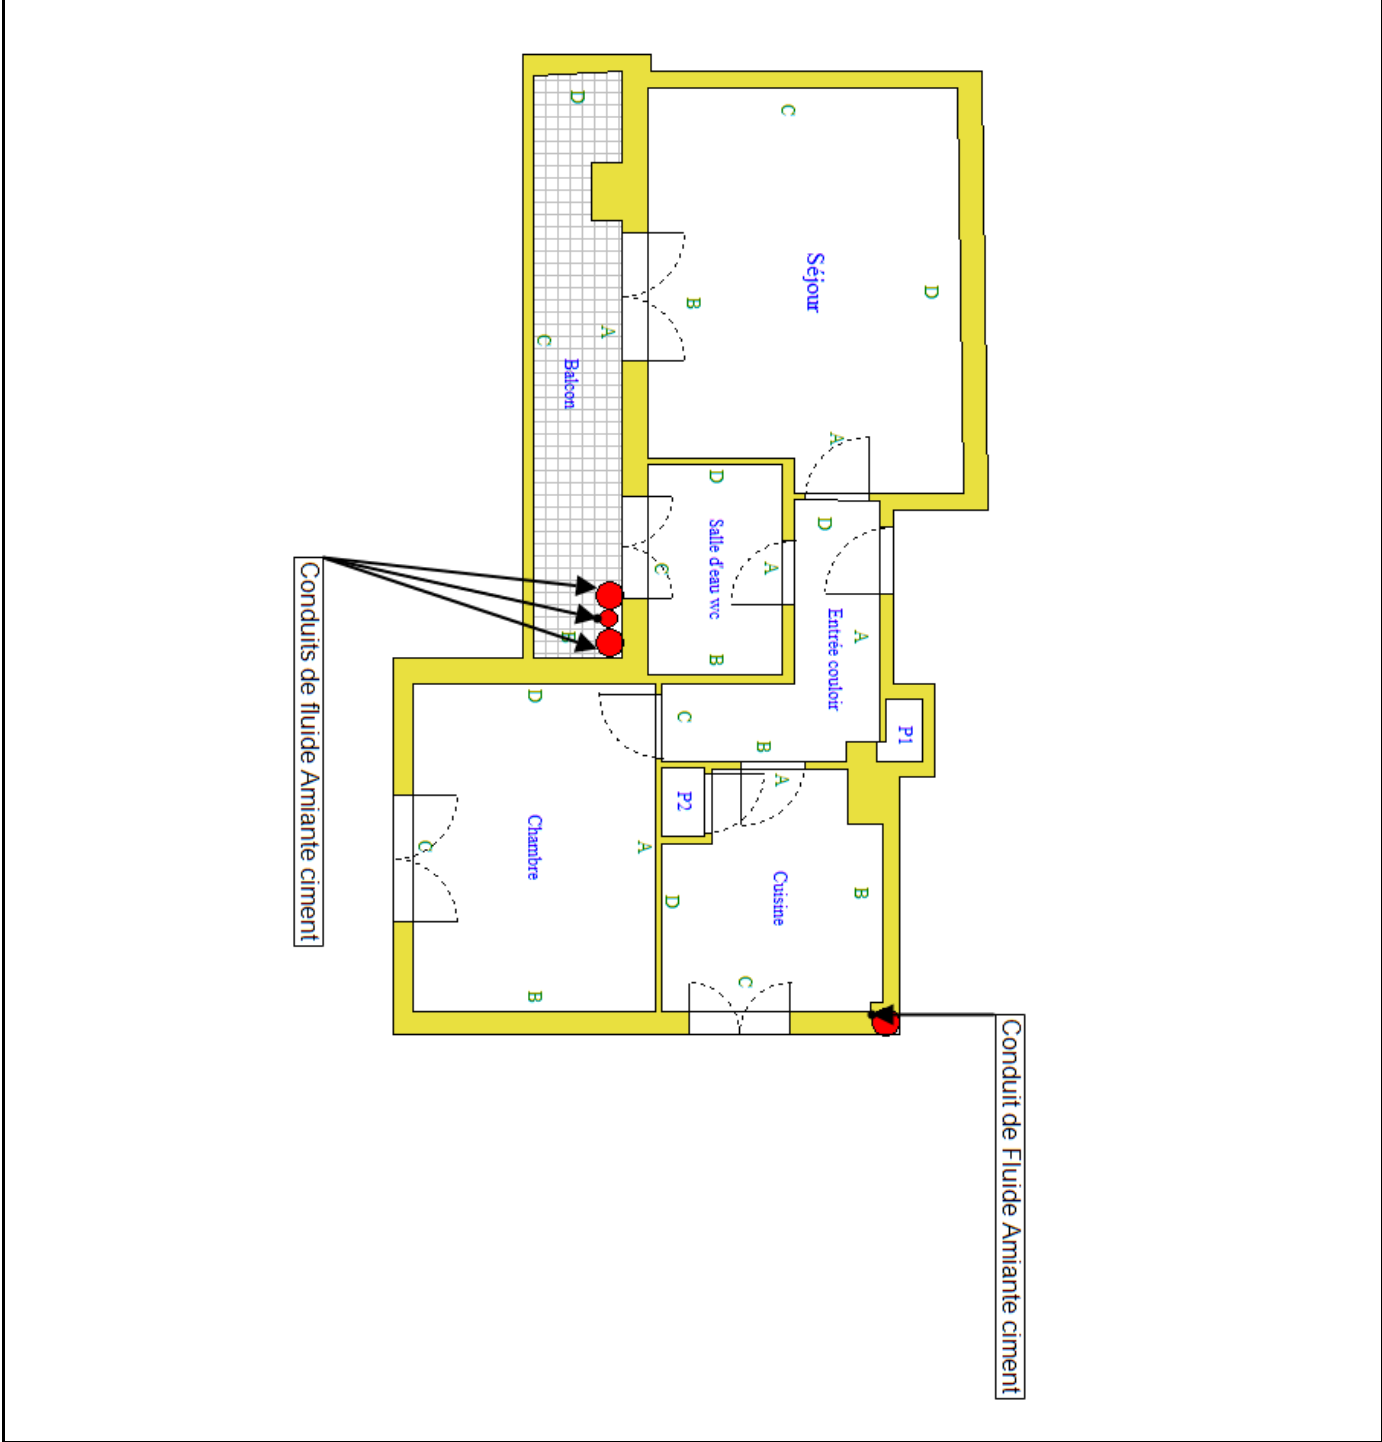 Conduit de Fluide Amiante ciment
C
D
Séjour
B
A
D
Entrée couloir
A
B
C
P1
A
D
Salle d'eau wc
B
C
A
B
Cuisine
C
D
P2
D
A
Balcon
C
B
D
A
Chambre
B
C
Conduits de fluide Amiante ciment